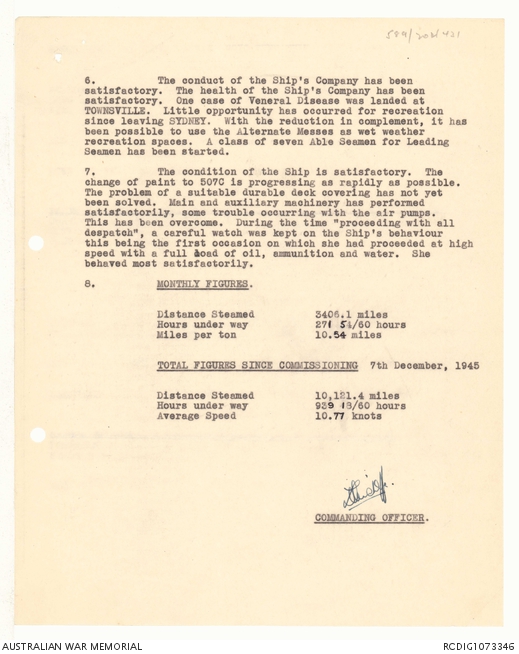 589/202/421
6. The conduct of the Ship's Company has been
satisfactory. The health of the Ship's Company has been
satisfactory. One case of Veneral Disease was landed at
TOWNSVILLE. Little opportunity has occurred for recreation
since leaving SYDNEY. With the reduction in complement, it has
been possible to use the Alternate Messes as wet weather
recreation spaces. A class of seven Able Seamen for Leading
Seamen has been started.
7. The condition of the Ship is satisfactory. The
change of paint to 507C is progressing as rapidly as possible.
The problem of a suitable durable deck covering has not yet
been solved. Main and auxiliary machinery has performed
satisfactorily, some trouble occurring with the air pumps.
This has been overcome. During the time "proceeding with all
despatch", a careful watch was kept on the Ship's behaviour
this being the first occasion on which she had proceeded at high
speed with a full load of oil, ammunition and water. She
behaved most satisfactorily.
8. MONTHLY FIGURES.
Distance Steamed 3406.1 miles
Hours under way 271 54/60 hours
Miles per ton 10.54 miles
TOTAL FIGURES SINCE COMMISSIONING 7th December, 1945
Distance Steamed 10,121.4 miles
Hours under way 939 18/60 hours
Average Speed 10.77 knots
COMMANDING OFFICER.
AUSTRALIAN WAR MEMORIAL
RCDIG1073346